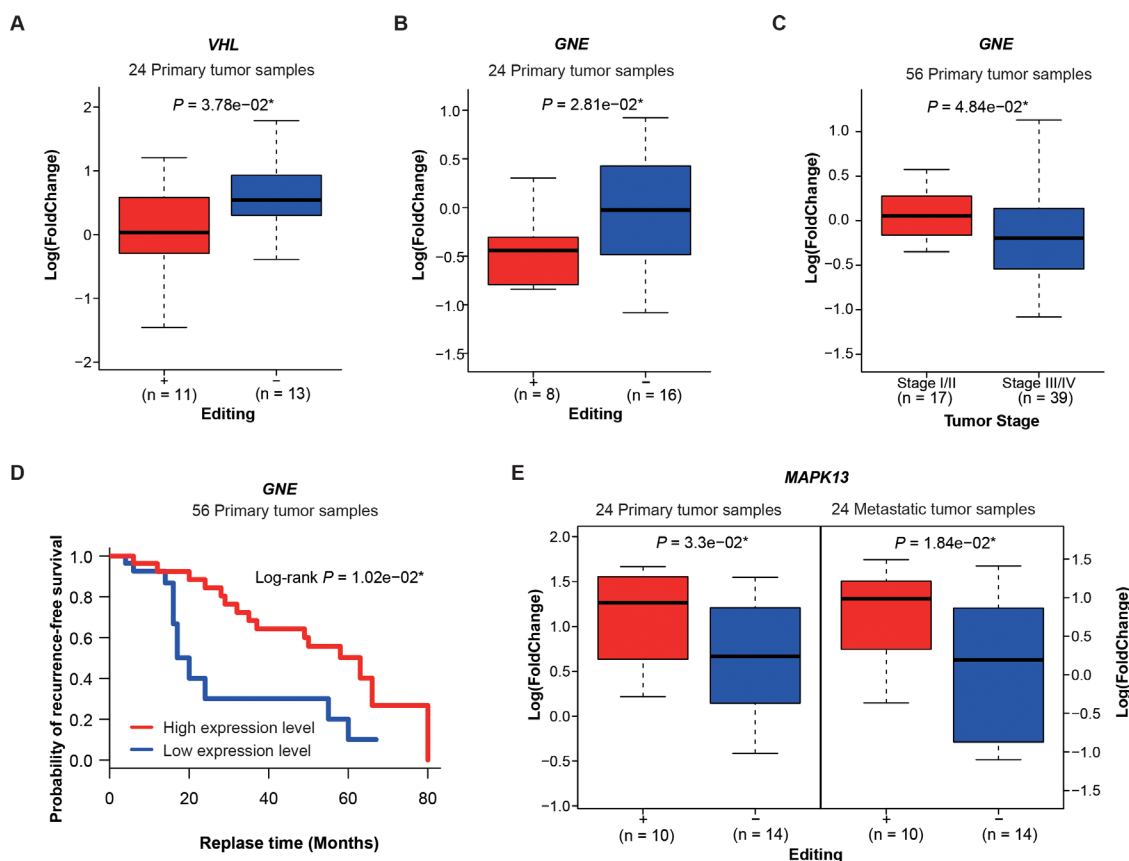 A
VHL
24 Primary tumor samples
P = 3.78e−02*
Log(FoldChange)
2
1
0
−1
−2
+
−
(n = 11)
(n = 13)
Editing
B
GNE
24 Primary tumor samples
P = 2.81e−02*
Log(FoldChange)
1.0
0.5
0.0
−0.5
−1.0
−1.5
+
−
(n = 8)
(n = 16)
Editing
C
GNE
56 Primary tumor samples
P = 4.84e−02*
Log(FoldChange)
1.0
0.5
0.0
−0.5
−1.0
−1.5
Stage I/II
Stage III/IV
(n = 17)
(n = 39)
Tumor Stage
D
GNE
56 Primary tumor samples
Log-rank P = 1.02e−02*
Probability of recurrence-free survival
1.0
0.8
0.6
0.4
0.2
0.0
High expression level
Low expression level
0
20
40
60
80
Replase time (Months)
E
MAPK13
24 Primary tumor samples
24 Metastatic tumor samples
P = 3.3e−02*
P = 1.84e−02*
Log(FoldChange)
2.0
1.5
1.0
0.5
0.0
−0.5
−1.0
1.5
1.0
0.5
0.0
−0.5
−1.0
−1.5
Log(FoldChange)
+
−
+
−
(n = 10)
(n = 14)
(n = 10)
(n = 14)
Editing